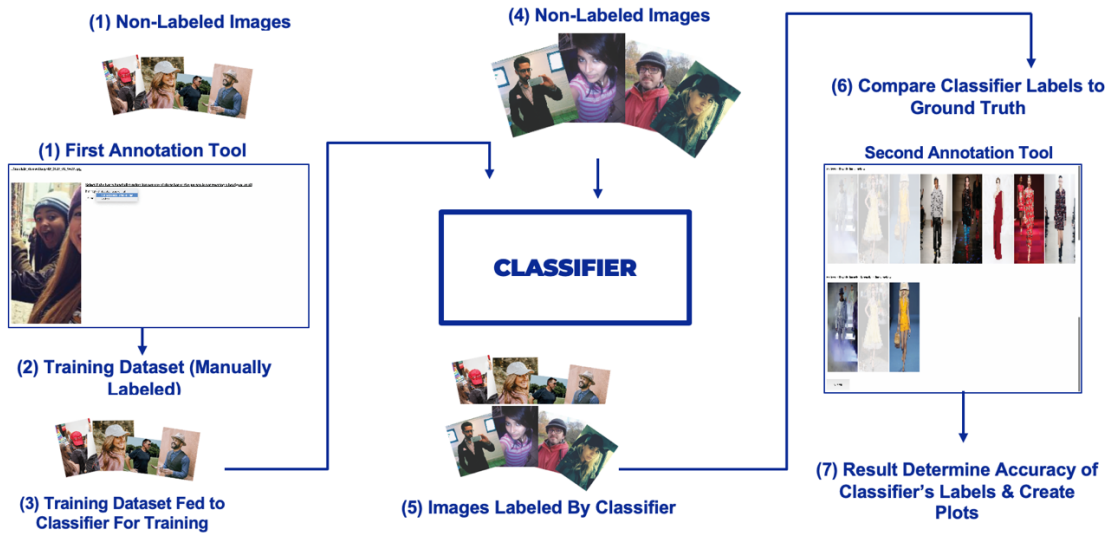 (1) Non-Labeled Images
(1) First Annotation Tool
(2) Training Dataset (Manually
Labeled)
(3) Training Dataset Fed to
Classifier For Training
(4) Non-Labeled Images
CLASSIFIER
(5) Images Labeled By Classifier
(6) Compare Classifier Labels to
Ground Truth
Second Annotation Tool
(7) Result Determine Accuracy of
Classifier's Labels & Create
Plots